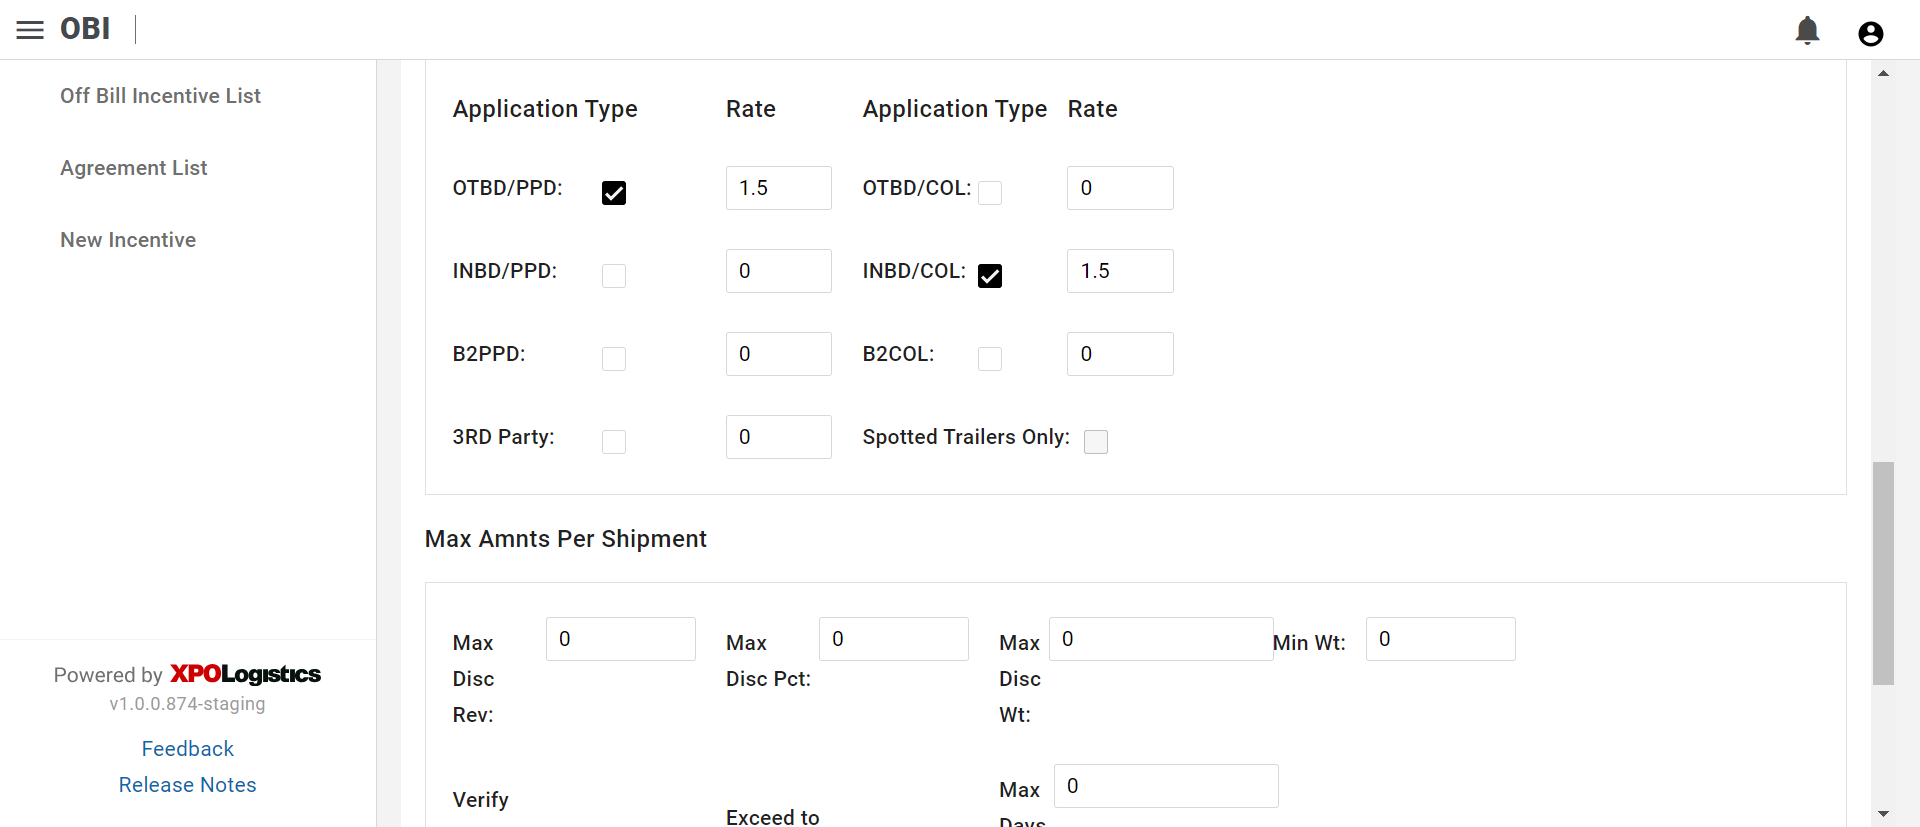 OBI
Off Bill Incentive List
Agreement List
New Incentive
Powered by XPOLogistics
v1.0.0.874-staging
Feedback
Release Notes
Application Type Rate Application Type Rate
OTBD/PPD: 1.5 OTBD/COL: 0
INBD/PPD: 0 INBD/COL: 1.5
B2PPD: 0 B2COL: 0
3RD Party: 0 Spotted Trailers Only:
Max Amnts Per Shipment
Max Disc Rev: 0 Max Disc Pct: 0 Max Disc Wt: 0 Min Wt: 0
Verify Exceed to Max Days 0